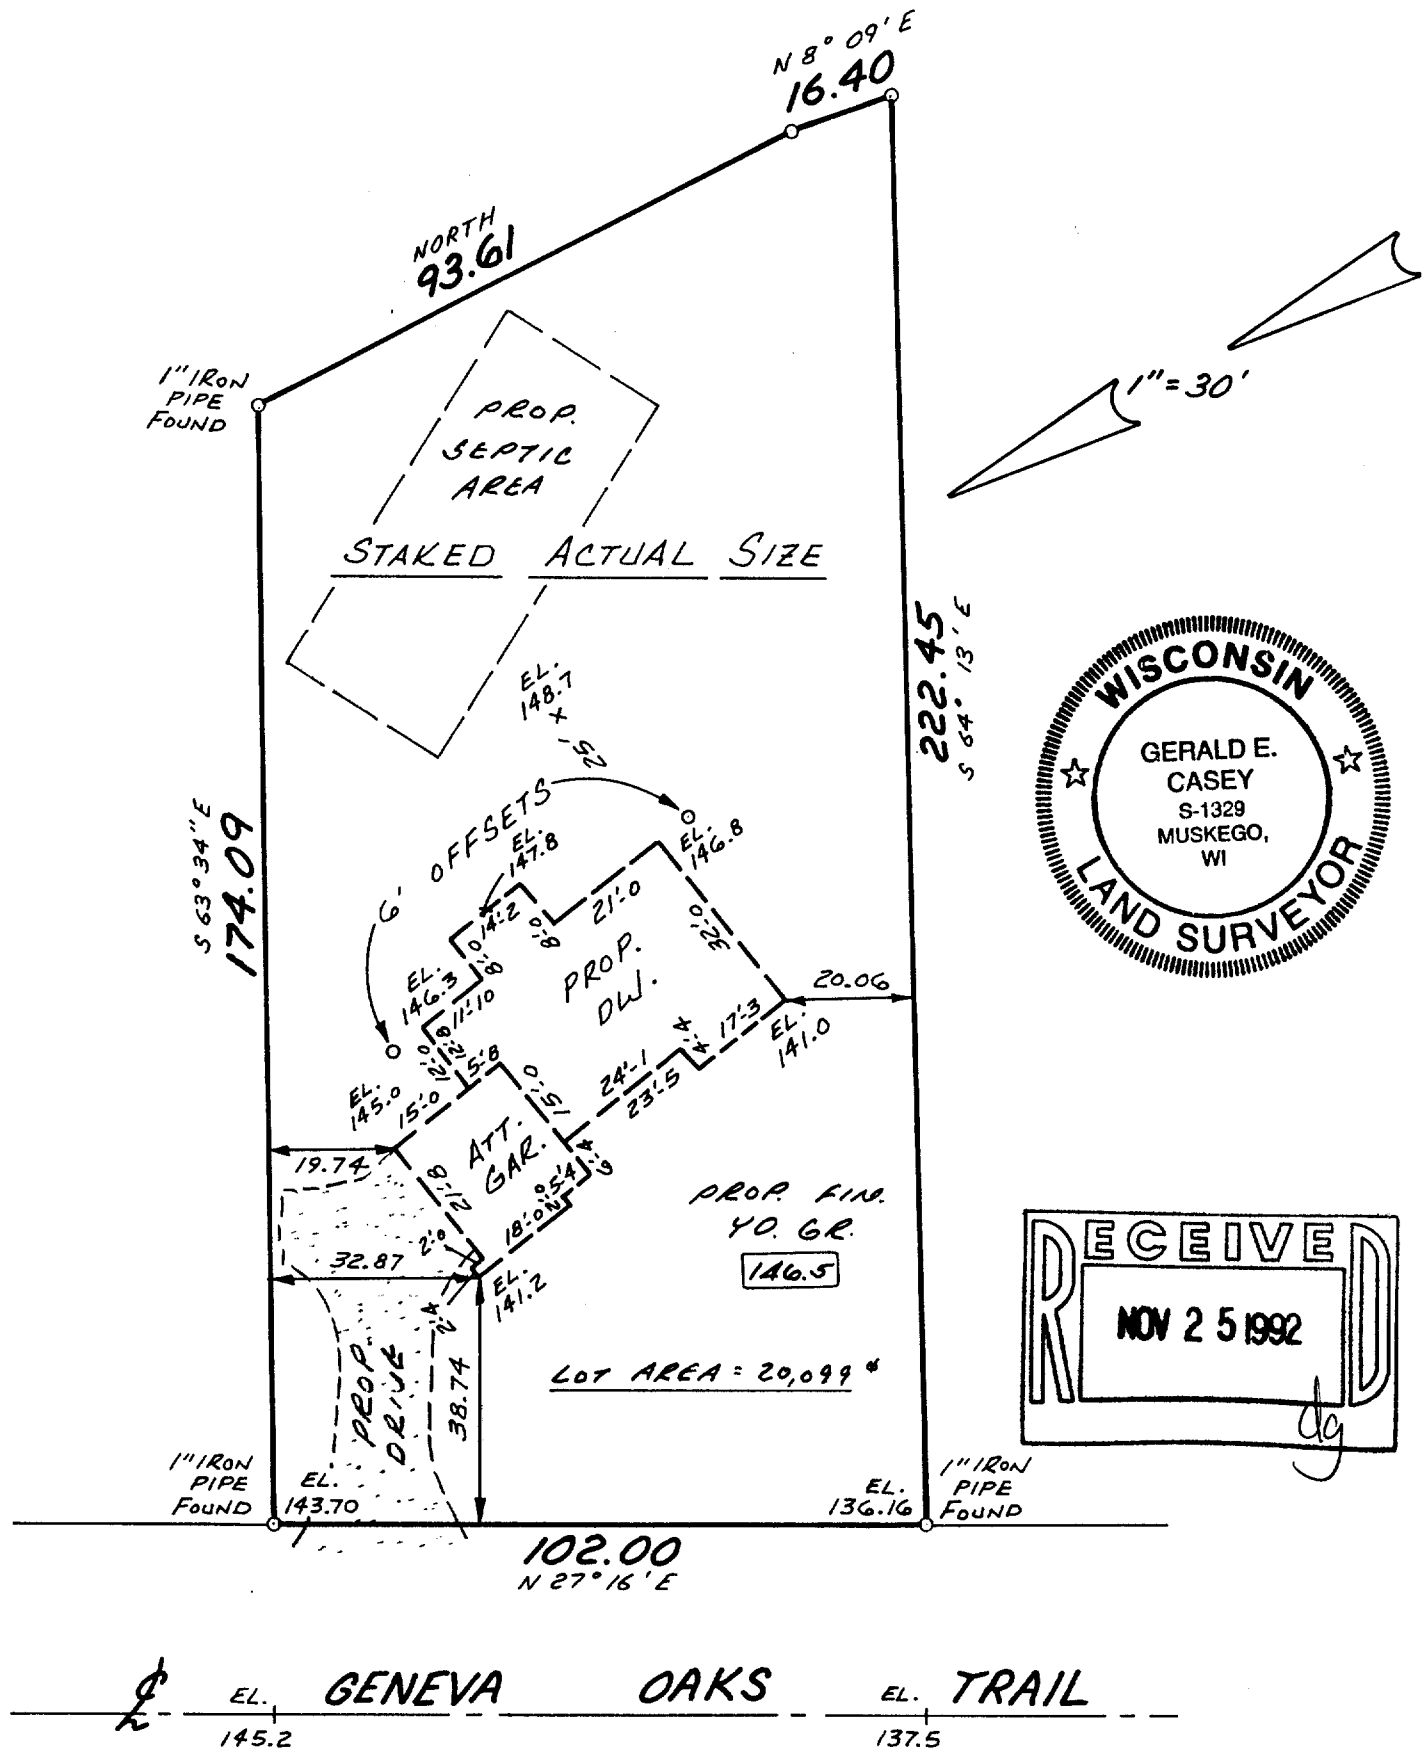 N 8° 09' E
16.40
NORTH
93.61
1" IRON
PIPE
FOUND
1" = 30'
PROP.
SEPTIC
AREA
STAKED ACTUAL SIZE
222.45
S 64° 13' E
EL.
148.7
x
25'
6' OFFSETS
WISCONSIN
GERALD E.
CASEY
S-1329
MUSKEGO,
WI
LAND SURVEYOR
S 63° 34" E
174.09
EL.
147.8
EL.
146.8
14'-2
8'-0
21'-0
32'-0
8'-0
EL.
146.3
11'-10
PROP.
DW.
20.06
12'-8
12'-0
5'-8
17'-3
EL.
141.0
4'-4
24'-1
23'-5
EL.
145.0
15'-0
15'-0
ATT.
GAR.
19.74
21'-8
5'-4
18'-0
2'-0
32.87
EL.
141.2
2'-4
PROP. FIN.
YD. GR.
146.5
RECEIVED
NOV 25 1992
dg
PROP.
DRIVE
38.74
LOT AREA = 20,099
1" IRON
PIPE
FOUND
EL.
143.70
EL.
136.16
1" IRON
PIPE
FOUND
102.00
N 27° 16' E
GENEVA OAKS TRAIL
EL.
145.2
EL.
137.5